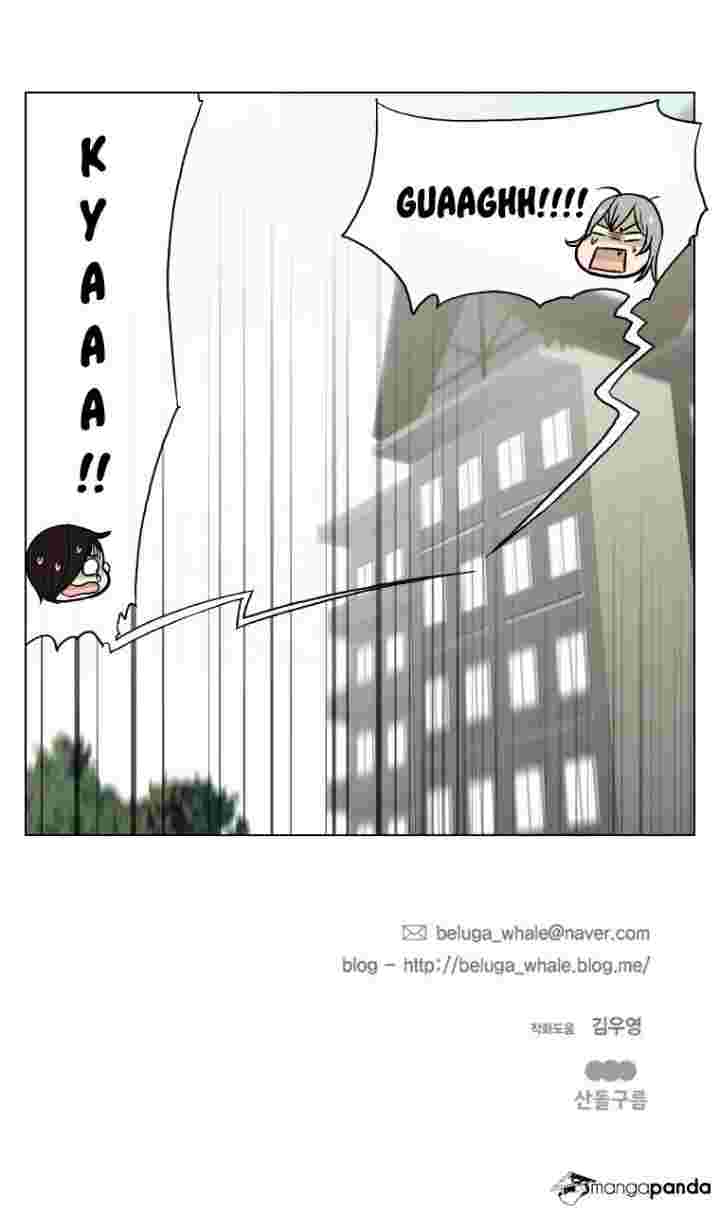 KYAAA!!
GUAAGHH!!!!
beluga_whale@naver.com
blog - http://beluga_whale.blog.me/
작화도움 김우영
산돌구름
mangapanda